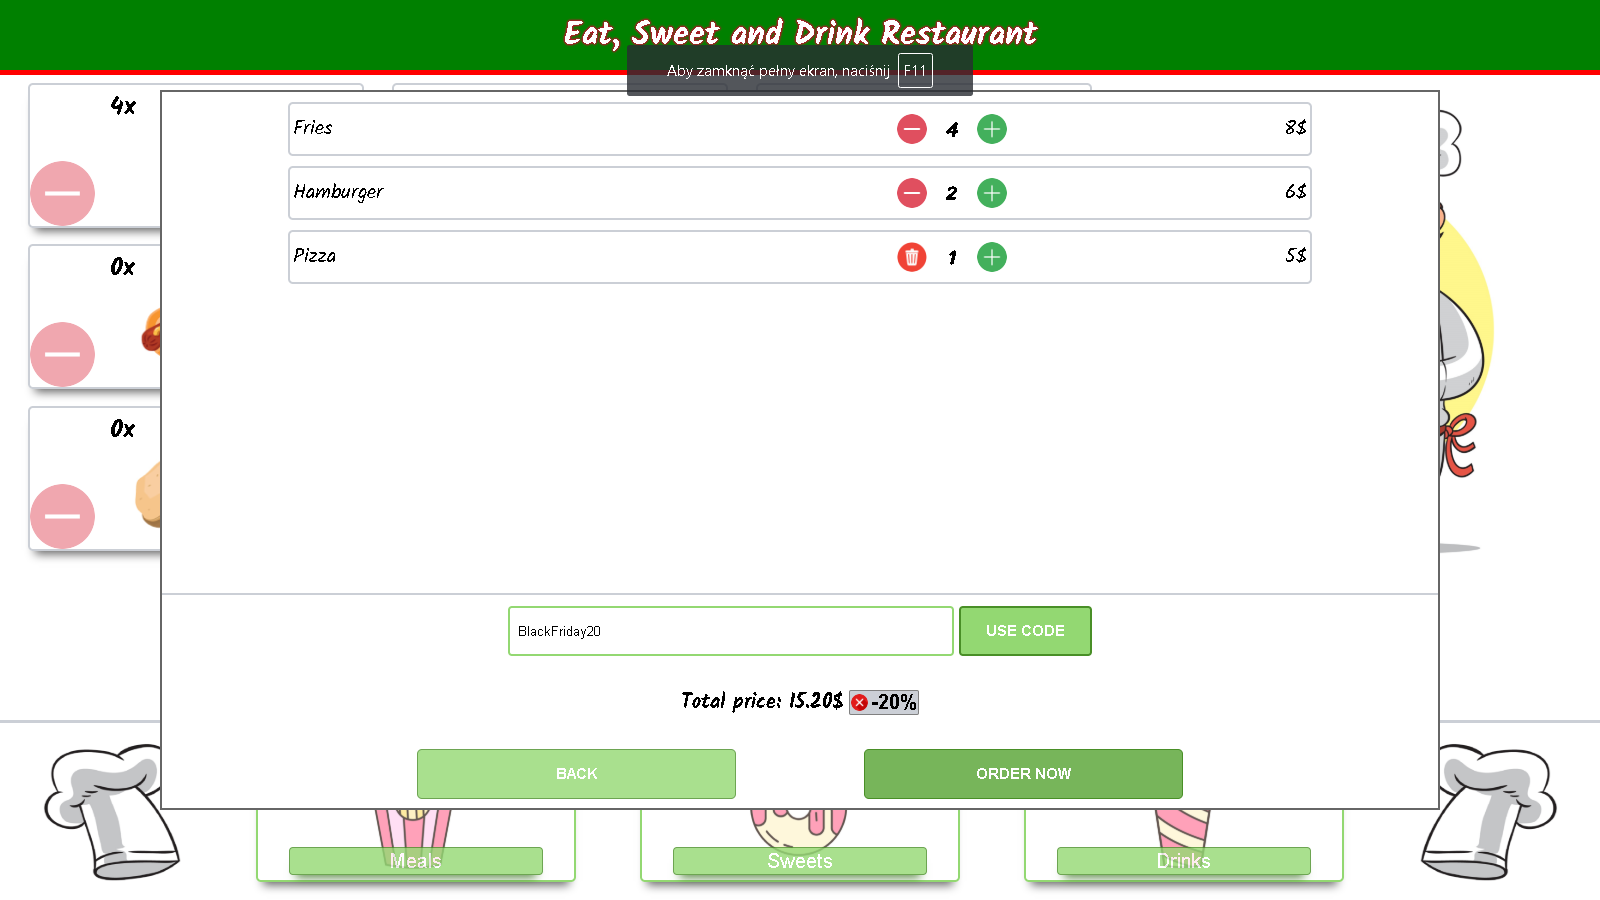 Eat, Sweet and Drink Restaurant
Aby zamknąć pełny ekran, naciśnij F11
4x
Fries 4 8$
Hamburger 2 6$
0x
Pizza 1 5$
0x
BlackFriday20 USE CODE
Total price: 15.20$ -20%
BACK ORDER NOW
Meals Sweets Drinks